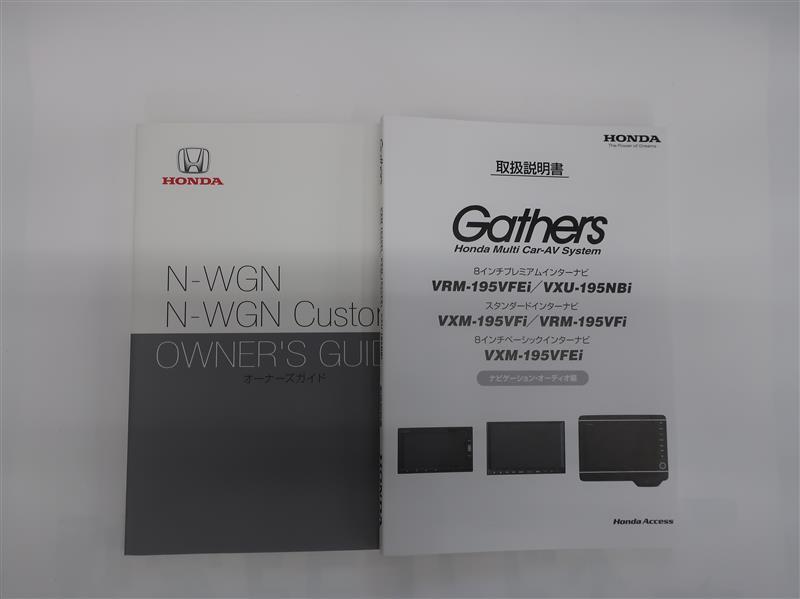 HONDA
N-WGN
N-WGN Custo
OWNER'S GUID
オーナーズガイド
Gathers
HONDA
The Power of Dreams
取扱説明書
Gathers
Honda Multi Car-AV System
8インチプレミアムインターナビ
VRM-195VFEi／VXU-195NBi
スタンダードインターナビ
VXM-195VFi／VRM-195VFi
8インチベーシックインターナビ
VXM-195VFEi
ナビゲーション・オーディオ編
Honda Access